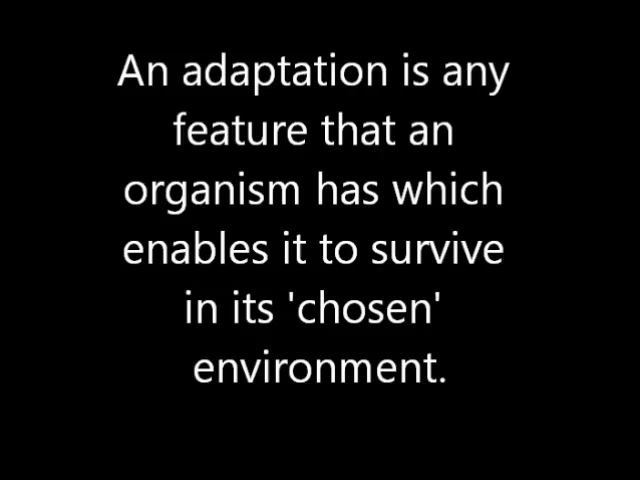 An adaptation is any
feature that an
organism has which
enables it to survive
in its 'chosen'
environment.